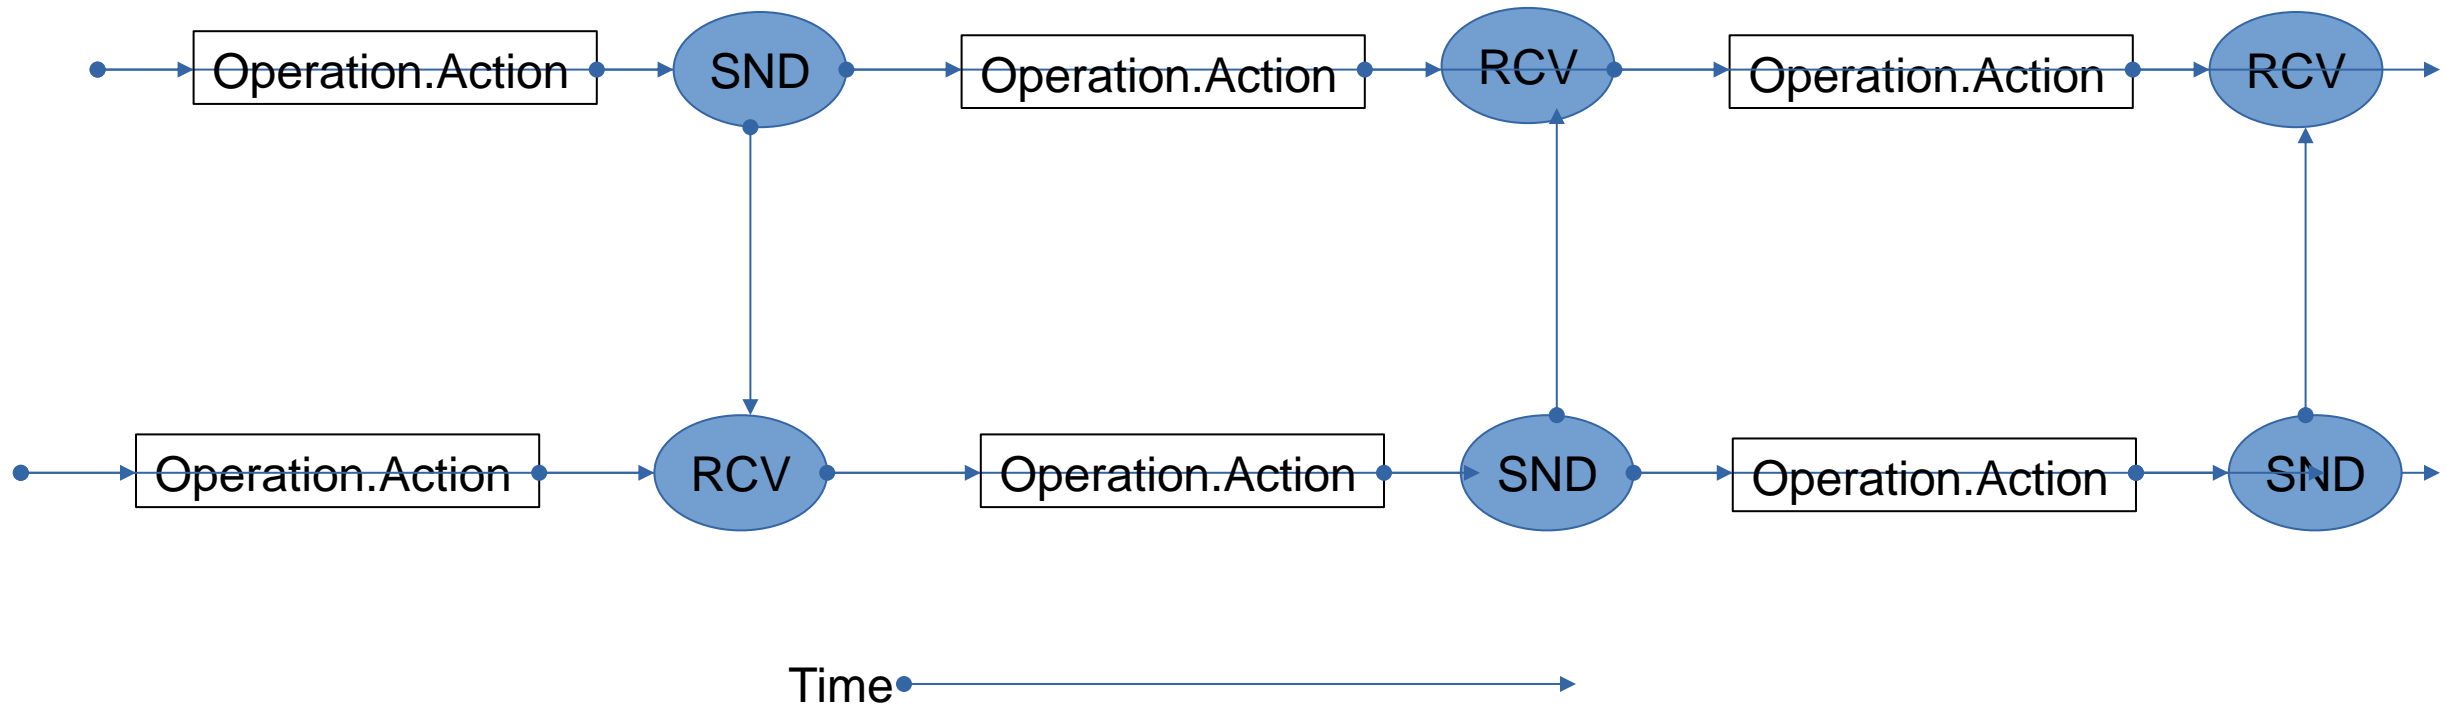 Operation.Action
SND
Operation.Action
RCV
Operation.Action
RCV
Operation.Action
RCV
Operation.Action
SND
Operation.Action
SND
Time